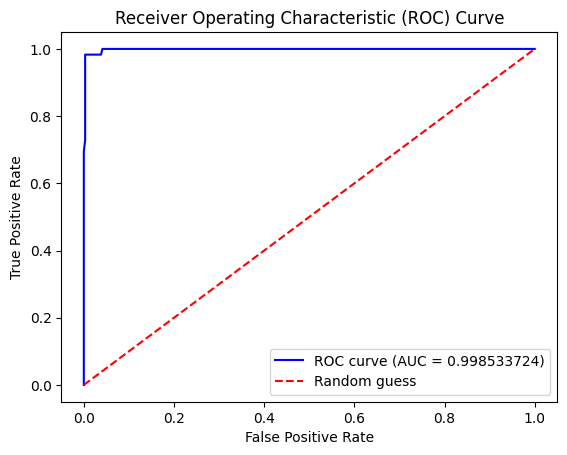 Receiver Operating Characteristic (ROC) Curve
1.0
0.8
0.6
0.4
0.2
0.0
True Positive Rate
ROC curve (AUC = 0.998533724)
Random guess
0.0 0.2 0.4 0.6 0.8 1.0
False Positive Rate